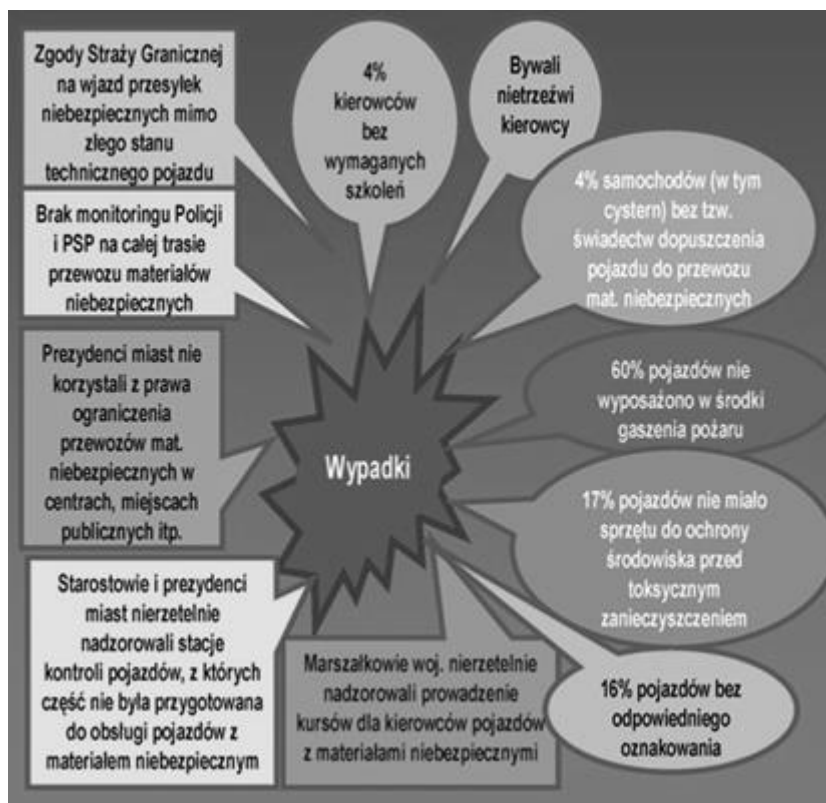 Zgody Straży Granicznej
na wjazd przesyłek
niebezpiecznych mimo
złego stanu
technicznego pojazdu
4%
kierowców
bez
wymaganych
szkoleń
Bywali
nietrzeźwi
kierowcy
4% samochodów (w tym
cystern) bez tzw.
świadectw dopuszczenia
pojazdu do przewozu
mat. niebezpiecznych
Brak monitoringu Policji
i PSP na całej trasie
przewozu materiałów
niebezpiecznych
Prezydenci miast nie
korzystali z prawa
ograniczenia
przewozów mat.
niebezpiecznych w
centrach, miejscach
publicznych itp.
Wypadki
60% pojazdów nie
wyposażono w środki
gaszenia pożaru
17% pojazdów nie miało
sprzętu do ochrony
środowiska przed
toksycznym
zanieczyszczeniem
Starostowie i prezydenci
miast nierzetelnie
nadzorowali stacje
kontroli pojazdów, z których
część nie była przygotowana
do obsługi pojazdów z
materiałem niebezpiecznym
Marszałkowie woj. nierzetelnie
nadzorowali prowadzenie
kursów dla kierowców pojazdów
z materiałami niebezpiecznymi
16% pojazdów bez
odpowiedniego
oznakowania